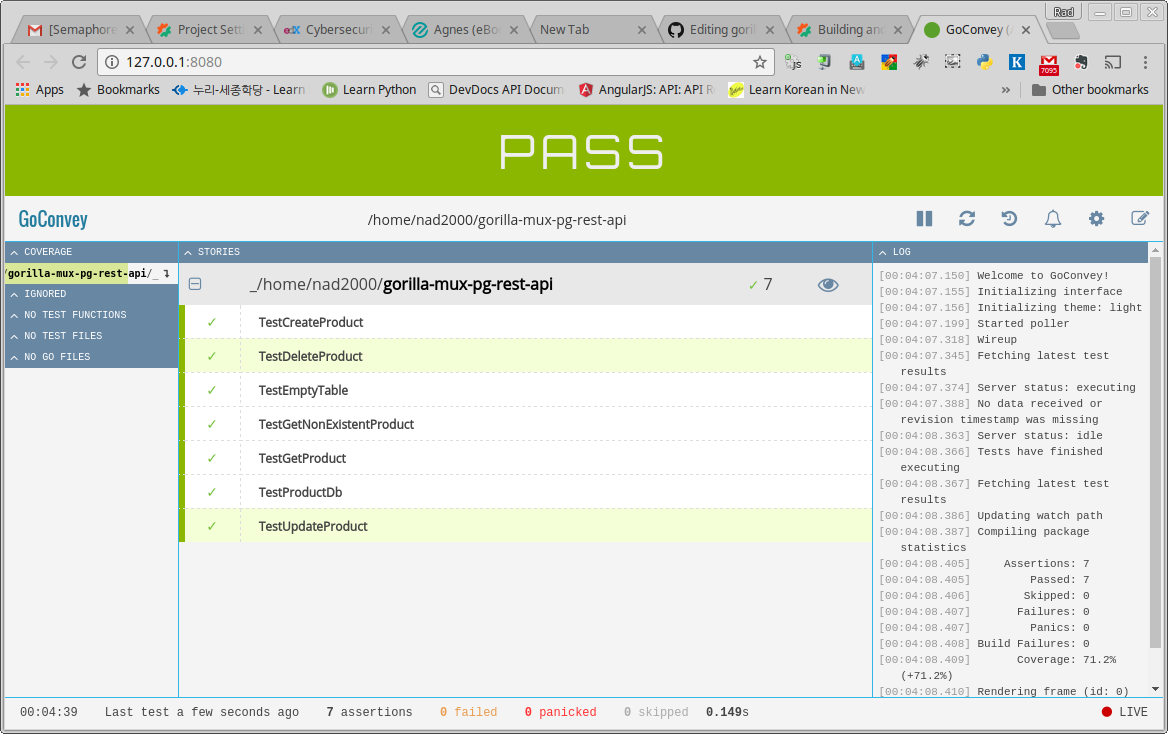 Rad
[Semaphore
Project Setti
Cybersecuri
Agnes (eBo
New Tab
Editing goril
Building and
GoConvey (A
127.0.0.1:8080
7095
Apps
Bookmarks
누리-세종학당 - Learn
Learn Python
DevDocs API Docum
AngularJS: API: API R
Learn Korean in New
»
Other bookmarks
PASS
GoConvey
/home/nad2000/gorilla-mux-pg-rest-api
COVERAGE
/gorilla-mux-pg-rest-api/_
IGNORED
NO TEST FUNCTIONS
NO TEST FILES
NO GO FILES
STORIES
_/home/nad2000/gorilla-mux-pg-rest-api ✓ 7
✓ TestCreateProduct
✓ TestDeleteProduct
✓ TestEmptyTable
✓ TestGetNonExistentProduct
✓ TestGetProduct
✓ TestProductDb
✓ TestUpdateProduct
LOG
[00:04:07.150] Welcome to GoConvey!
[00:04:07.155] Initializing interface
[00:04:07.156] Initializing theme: light
[00:04:07.199] Started poller
[00:04:07.318] Wireup
[00:04:07.345] Fetching latest test
results
[00:04:07.374] Server status: executing
[00:04:07.388] No data received or
revision timestamp was missing
[00:04:08.363] Server status: idle
[00:04:08.366] Tests have finished
executing
[00:04:08.367] Fetching latest test
results
[00:04:08.386] Updating watch path
[00:04:08.387] Compiling package
statistics
[00:04:08.405] Assertions: 7
[00:04:08.405] Passed: 7
[00:04:08.406] Skipped: 0
[00:04:08.407] Failures: 0
[00:04:08.407] Panics: 0
[00:04:08.408] Build Failures: 0
[00:04:08.409] Coverage: 71.2%
(+71.2%)
[00:04:08.410] Rendering frame (id: 0)
00:04:39 Last test a few seconds ago 7 assertions 0 failed 0 panicked 0 skipped 0.149s LIVE